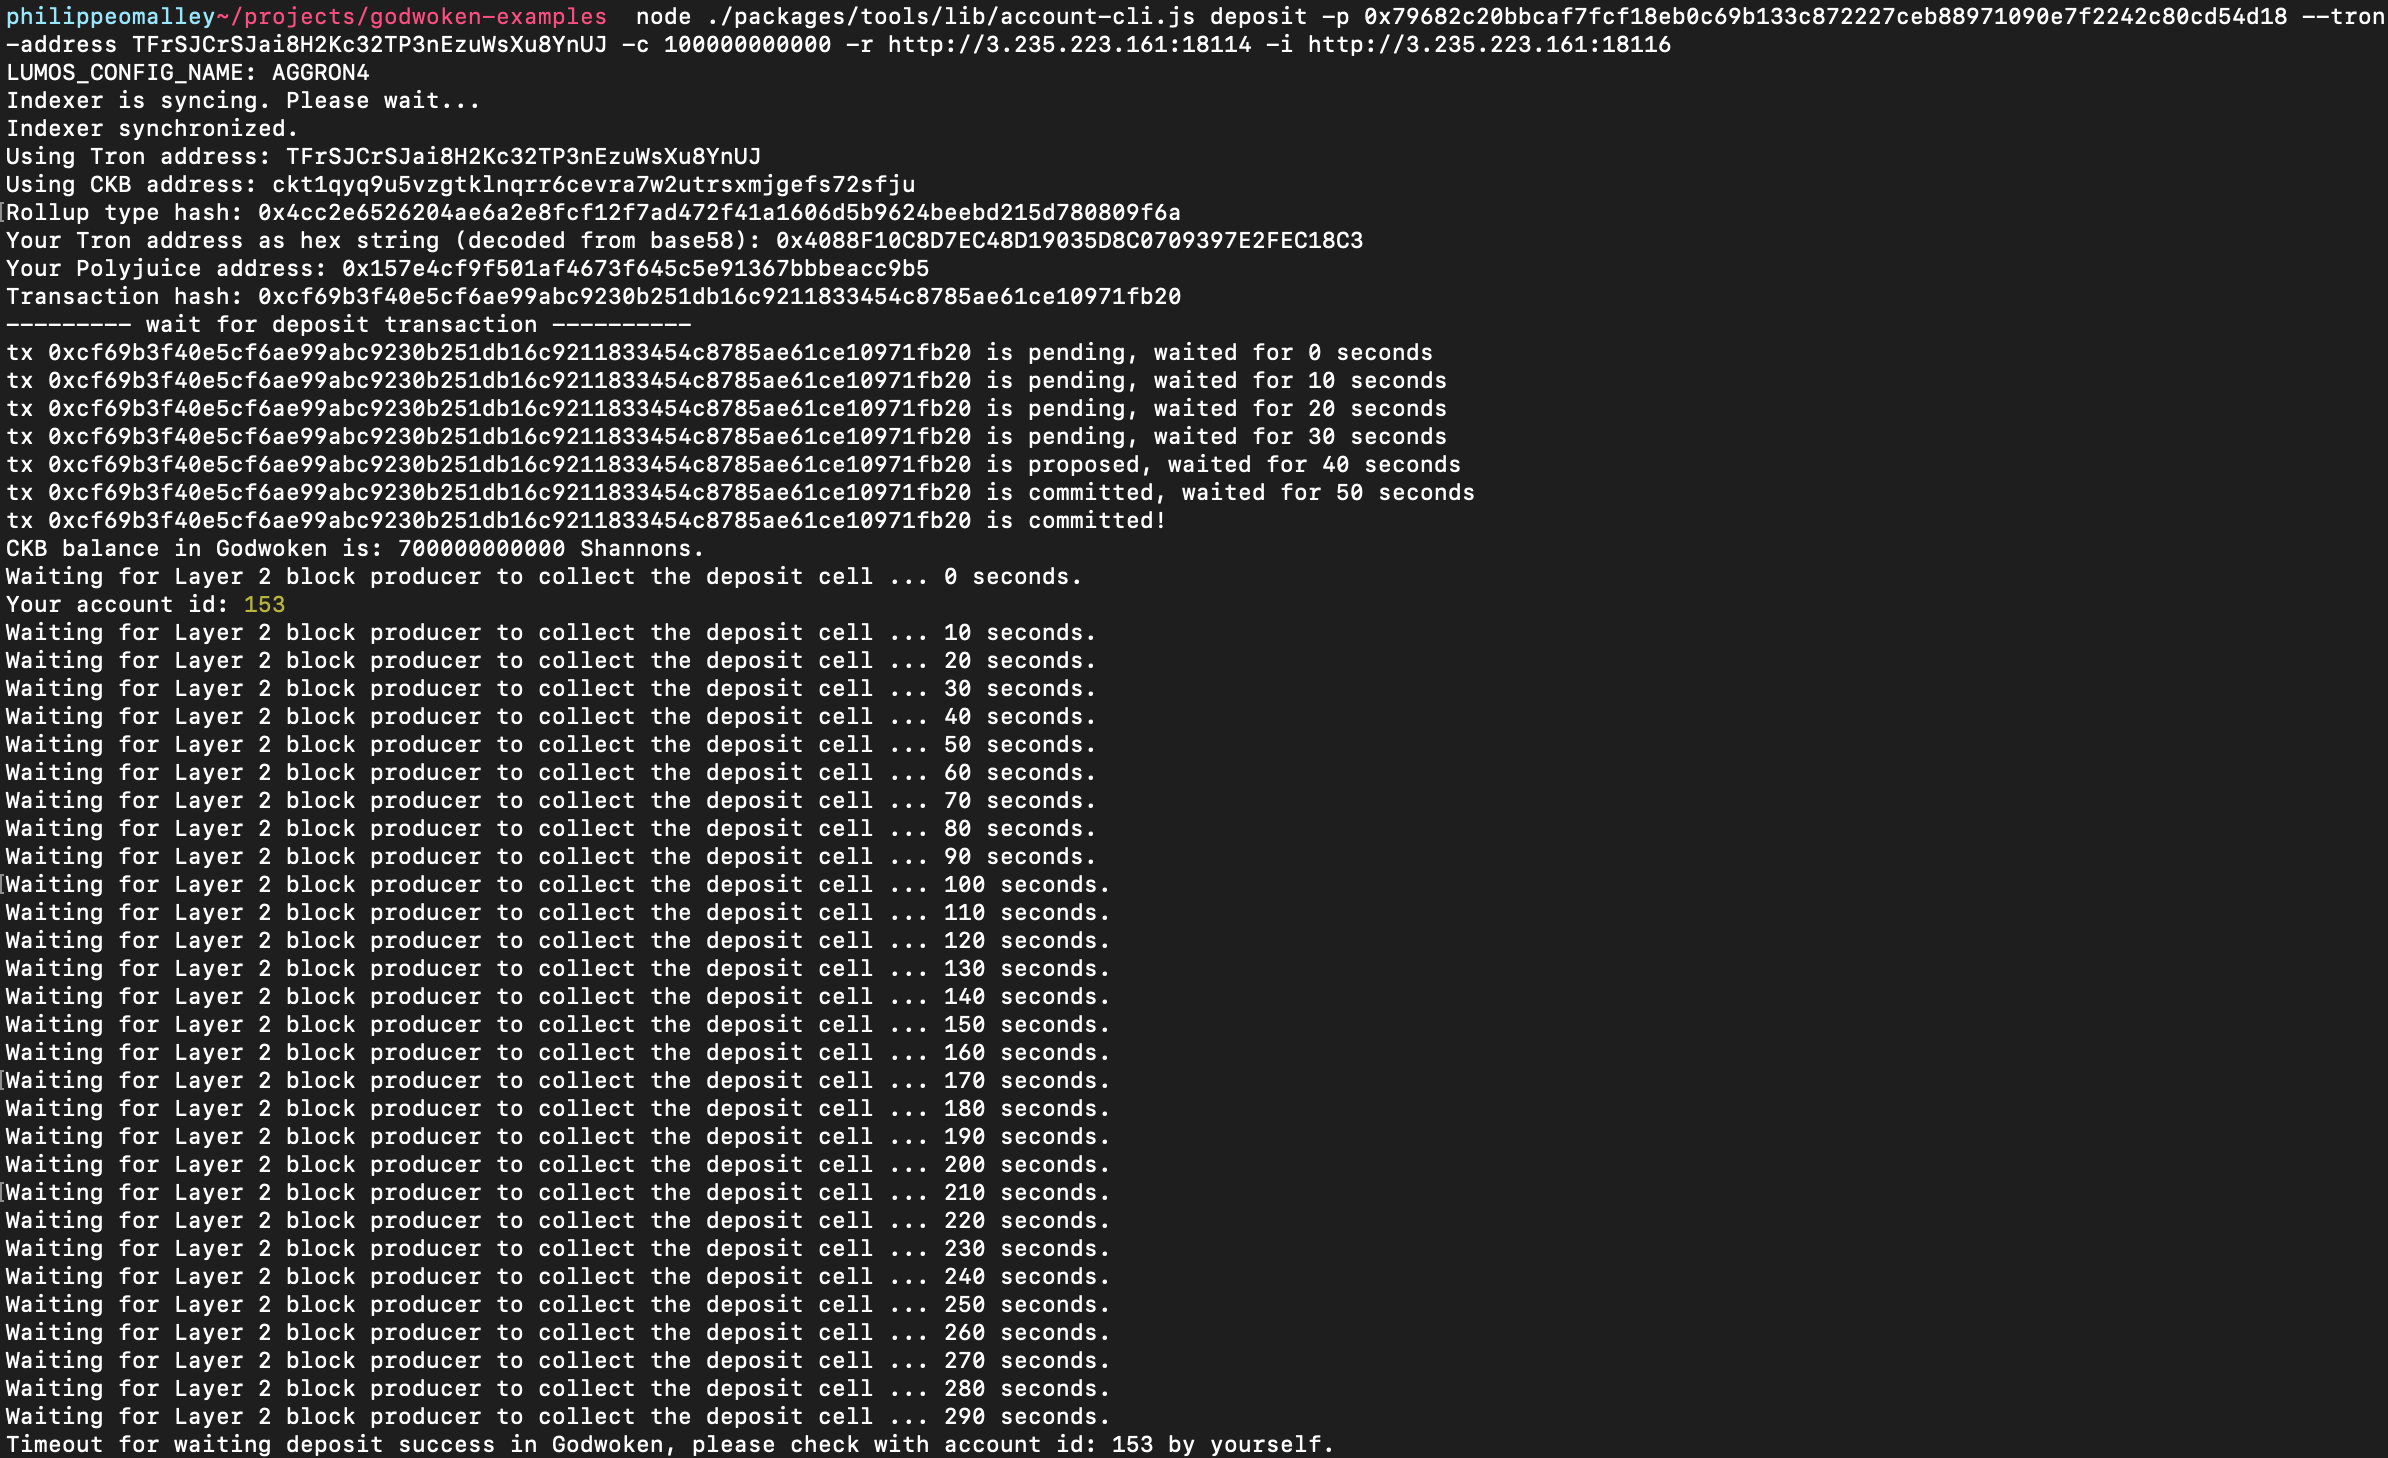 philippeomalley~/projects/godwoken-examples  node ./packages/tools/lib/account-cli.js deposit -p 0x79682c20bbcaf7fcf18eb0c69b133c872227ceb88971090e7f2242c80cd54d18 --tron
-address TFrSJCrSJai8H2Kc32TP3nEzuWsXu8YnUJ -c 100000000000 -r http://3.235.223.161:18114 -i http://3.235.223.161:18116
LUMOS_CONFIG_NAME: AGGRON4
Indexer is syncing. Please wait...
Indexer synchronized.
Using Tron address: TFrSJCrSJai8H2Kc32TP3nEzuWsXu8YnUJ
Using CKB address: ckt1qyq9u5vzgtklnqrr6cevra7w2utrsxmjgefs72sfju
Rollup type hash: 0x4cc2e6526204ae6a2e8fcf12f7ad472f41a1606d5b9624beebd215d780809f6a
Your Tron address as hex string (decoded from base58): 0x4088F10C8D7EC48D19035D8C0709397E2FEC18C3
Your Polyjuice address: 0x157e4cf9f501af4673f645c5e91367bbbeacc9b5
Transaction hash: 0xcf69b3f40e5cf6ae99abc9230b251db16c9211833454c8785ae61ce10971fb20
--------- wait for deposit transaction ----------
tx 0xcf69b3f40e5cf6ae99abc9230b251db16c9211833454c8785ae61ce10971fb20 is pending, waited for 0 seconds
tx 0xcf69b3f40e5cf6ae99abc9230b251db16c9211833454c8785ae61ce10971fb20 is pending, waited for 10 seconds
tx 0xcf69b3f40e5cf6ae99abc9230b251db16c9211833454c8785ae61ce10971fb20 is pending, waited for 20 seconds
tx 0xcf69b3f40e5cf6ae99abc9230b251db16c9211833454c8785ae61ce10971fb20 is pending, waited for 30 seconds
tx 0xcf69b3f40e5cf6ae99abc9230b251db16c9211833454c8785ae61ce10971fb20 is proposed, waited for 40 seconds
tx 0xcf69b3f40e5cf6ae99abc9230b251db16c9211833454c8785ae61ce10971fb20 is committed, waited for 50 seconds
tx 0xcf69b3f40e5cf6ae99abc9230b251db16c9211833454c8785ae61ce10971fb20 is committed!
CKB balance in Godwoken is: 700000000000 Shannons.
Waiting for Layer 2 block producer to collect the deposit cell ... 0 seconds.
Your account id: 153
Waiting for Layer 2 block producer to collect the deposit cell ... 10 seconds.
Waiting for Layer 2 block producer to collect the deposit cell ... 20 seconds.
Waiting for Layer 2 block producer to collect the deposit cell ... 30 seconds.
Waiting for Layer 2 block producer to collect the deposit cell ... 40 seconds.
Waiting for Layer 2 block producer to collect the deposit cell ... 50 seconds.
Waiting for Layer 2 block producer to collect the deposit cell ... 60 seconds.
Waiting for Layer 2 block producer to collect the deposit cell ... 70 seconds.
Waiting for Layer 2 block producer to collect the deposit cell ... 80 seconds.
Waiting for Layer 2 block producer to collect the deposit cell ... 90 seconds.
Waiting for Layer 2 block producer to collect the deposit cell ... 100 seconds.
Waiting for Layer 2 block producer to collect the deposit cell ... 110 seconds.
Waiting for Layer 2 block producer to collect the deposit cell ... 120 seconds.
Waiting for Layer 2 block producer to collect the deposit cell ... 130 seconds.
Waiting for Layer 2 block producer to collect the deposit cell ... 140 seconds.
Waiting for Layer 2 block producer to collect the deposit cell ... 150 seconds.
Waiting for Layer 2 block producer to collect the deposit cell ... 160 seconds.
Waiting for Layer 2 block producer to collect the deposit cell ... 170 seconds.
Waiting for Layer 2 block producer to collect the deposit cell ... 180 seconds.
Waiting for Layer 2 block producer to collect the deposit cell ... 190 seconds.
Waiting for Layer 2 block producer to collect the deposit cell ... 200 seconds.
Waiting for Layer 2 block producer to collect the deposit cell ... 210 seconds.
Waiting for Layer 2 block producer to collect the deposit cell ... 220 seconds.
Waiting for Layer 2 block producer to collect the deposit cell ... 230 seconds.
Waiting for Layer 2 block producer to collect the deposit cell ... 240 seconds.
Waiting for Layer 2 block producer to collect the deposit cell ... 250 seconds.
Waiting for Layer 2 block producer to collect the deposit cell ... 260 seconds.
Waiting for Layer 2 block producer to collect the deposit cell ... 270 seconds.
Waiting for Layer 2 block producer to collect the deposit cell ... 280 seconds.
Waiting for Layer 2 block producer to collect the deposit cell ... 290 seconds.
Timeout for waiting deposit success in Godwoken, please check with account id: 153 by yourself.